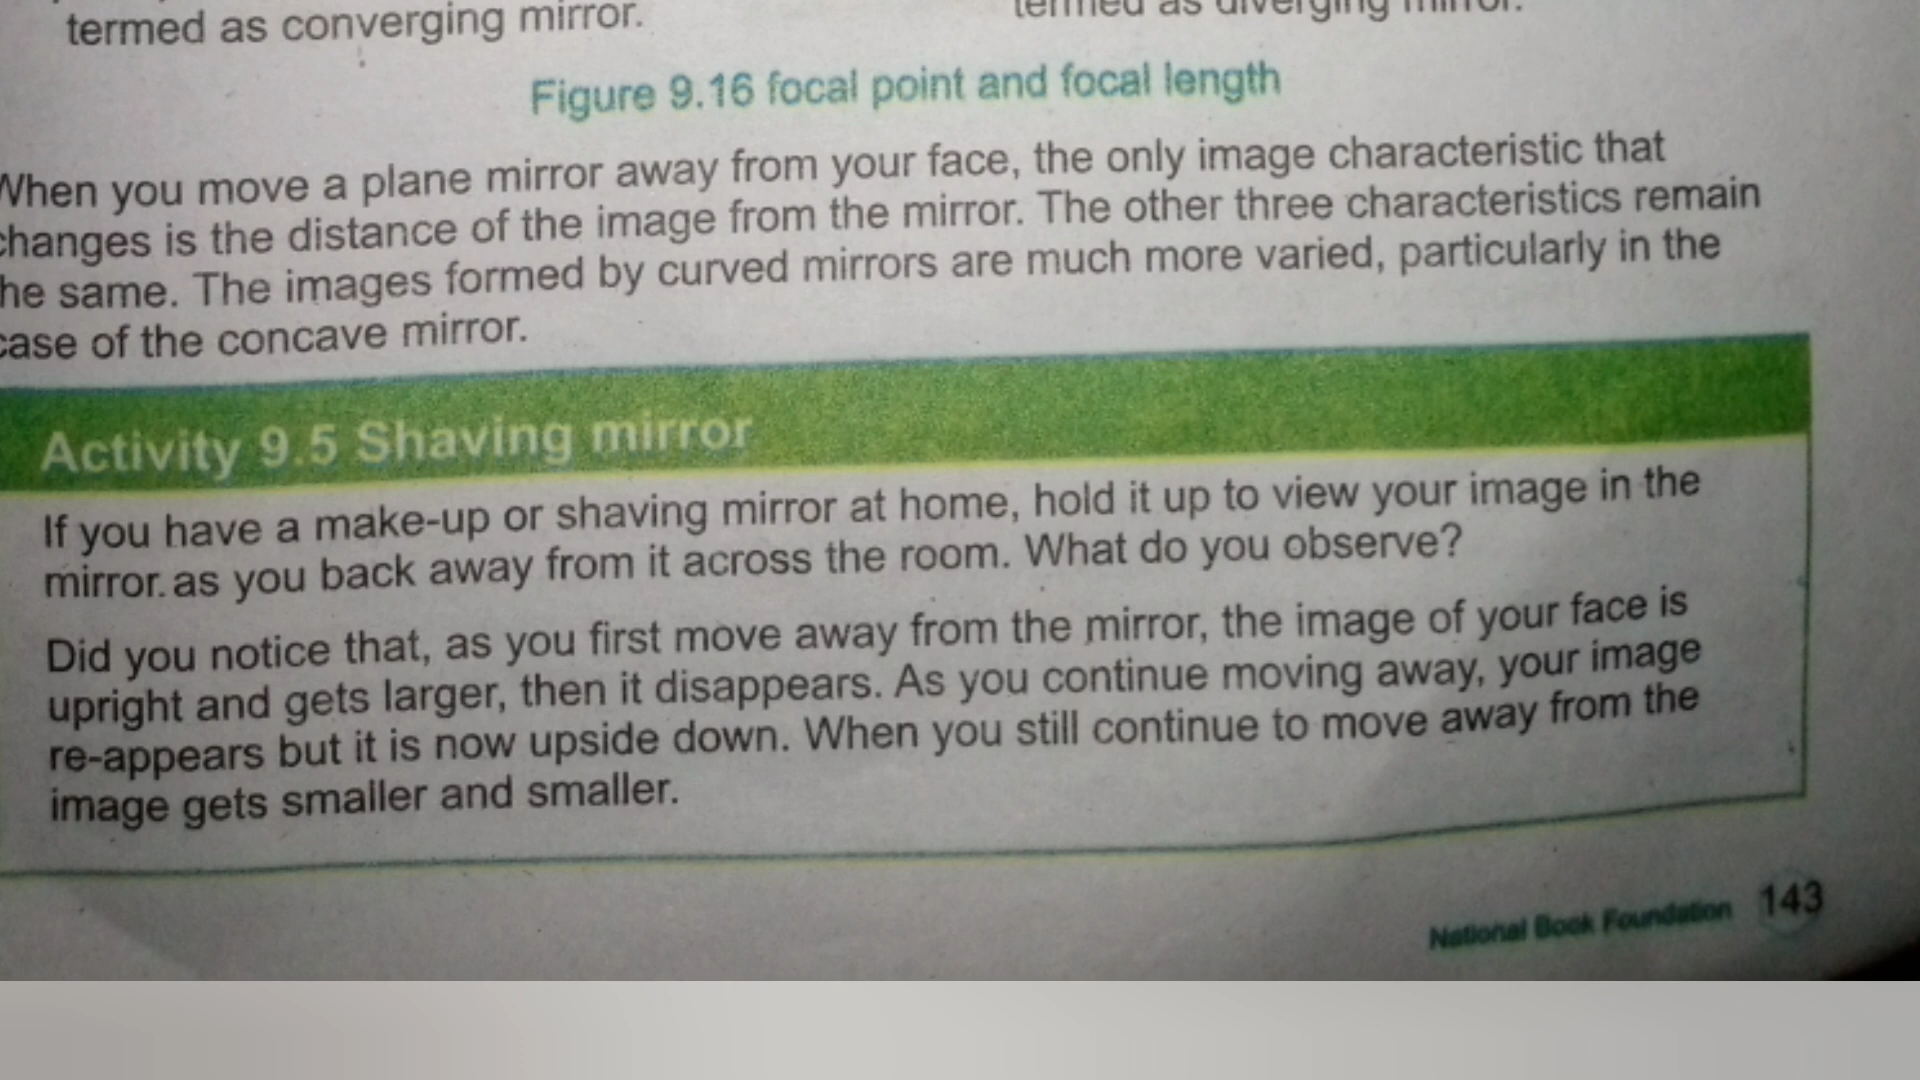 termed as converging mirror.
termed as diverging mirror.
Figure 9.16 focal point and focal length
When you move a plane mirror away from your face, the only image characteristic that
changes is the distance of the image from the mirror. The other three characteristics remain
he same. The images formed by curved mirrors are much more varied, particularly in the
case of the concave mirror.
Activity 9.5 Shaving mirror
If you have a make-up or shaving mirror at home, hold it up to view your image in the
mirror. as you back away from it across the room. What do you observe?
Did you notice that, as you first move away from the mirror, the image of your face is
upright and gets larger, then it disappears. As you continue moving away, your image
re-appears but it is now upside down. When you still continue to move away from the
image gets smaller and smaller.
National Book Foundation 143